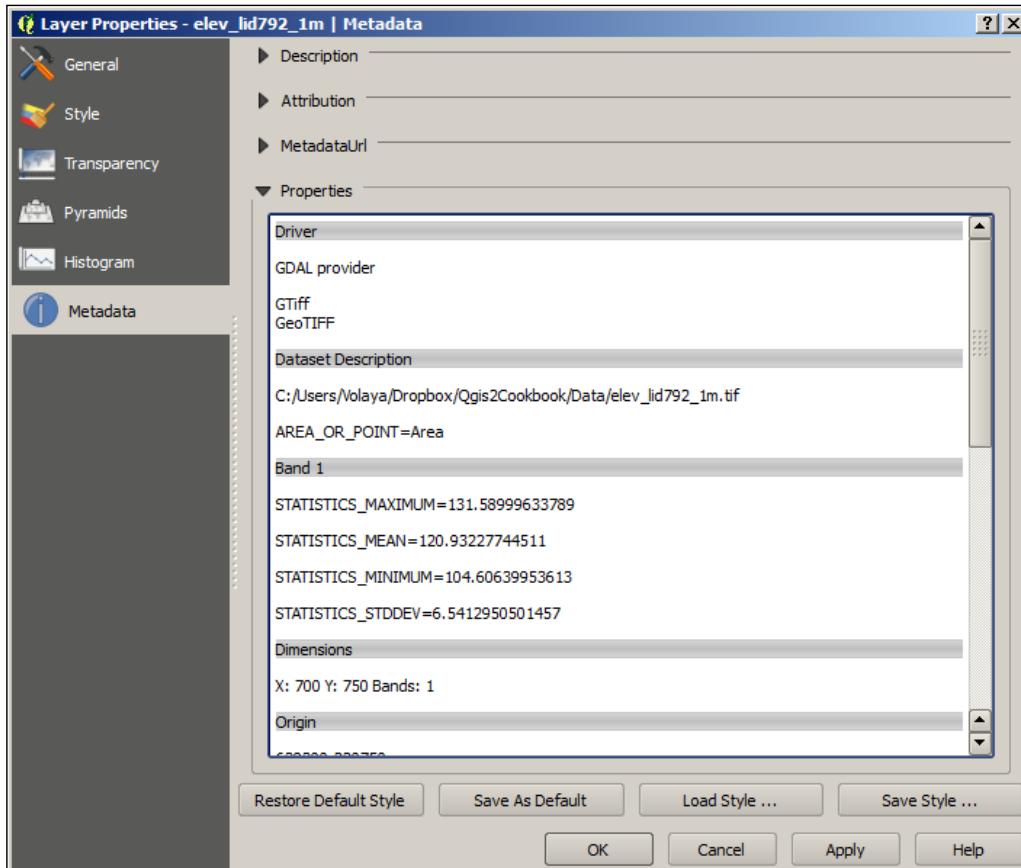 Layer Properties - elev_lid792_1m | Metadata
General
Style
Transparency
Pyramids
Histogram
Metadata
Description
Attribution
MetadataUrl
Properties
Driver
GDAL provider
GTiff
GeoTIFF
Dataset Description
C:/Users/Volaya/Dropbox/Qgis2Cookbook/Data/elev_lid792_1m.tif
AREA_OR_POINT=Area
Band 1
STATISTICS_MAXIMUM=131.58999633789
STATISTICS_MEAN=120.93227744511
STATISTICS_MINIMUM=104.60639953613
STATISTICS_STDDEV=6.5412950501457
Dimensions
X: 700 Y: 750 Bands: 1
Origin
Restore Default Style
Save As Default
Load Style ...
Save Style ...
OK
Cancel
Apply
Help